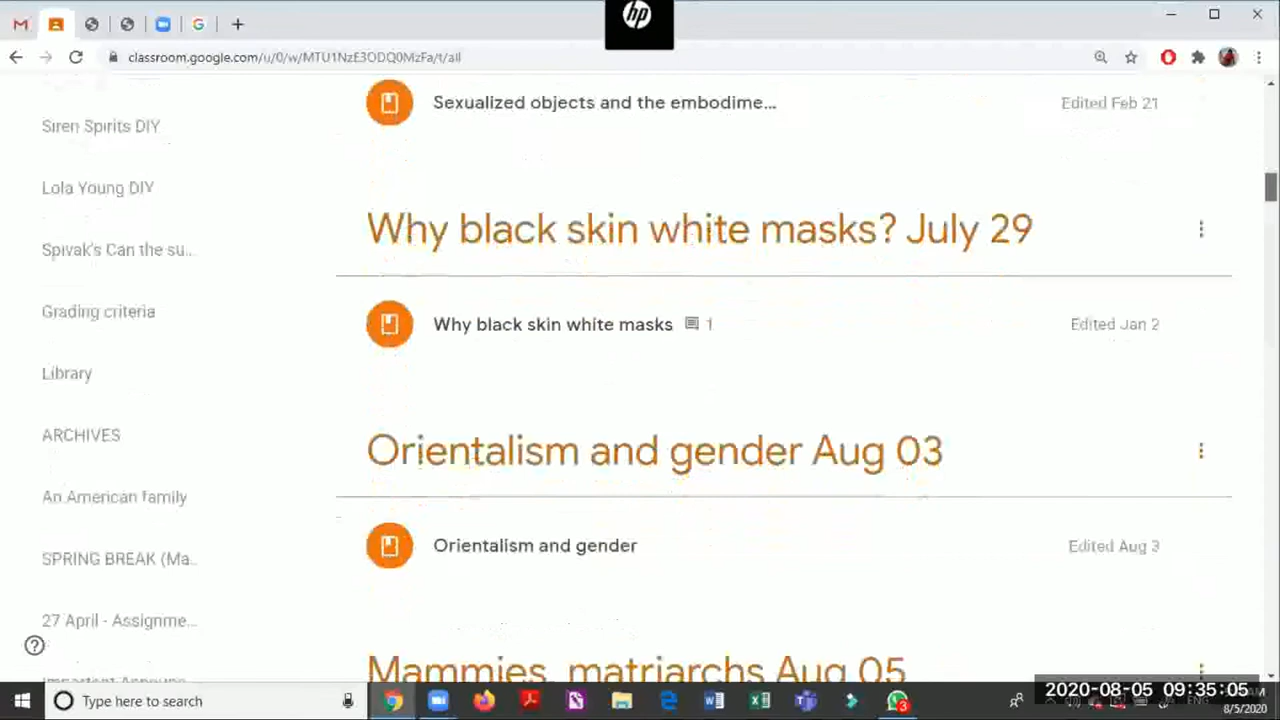 hp
classroom.google.com/u/0/w/MTU1NzE3ODQ0MzFa/t/all
Sexualized objects and the embodime...
Edited Feb 21
Siren Spirits DIY
Lola Young DIY
Why black skin white masks? July 29
Spivak's Can the su...
Grading criteria
Why black skin white masks 1
Edited Jan 2
Library
ARCHIVES
Orientalism and gender Aug 03
An American family
Orientalism and gender
Edited Aug 3
SPRING BREAK (Ma...
27 April - Assignme...
Mammies, matriarchs Aug 05
Type here to search
3
2020-08-05 09:35:05
8/5/2020